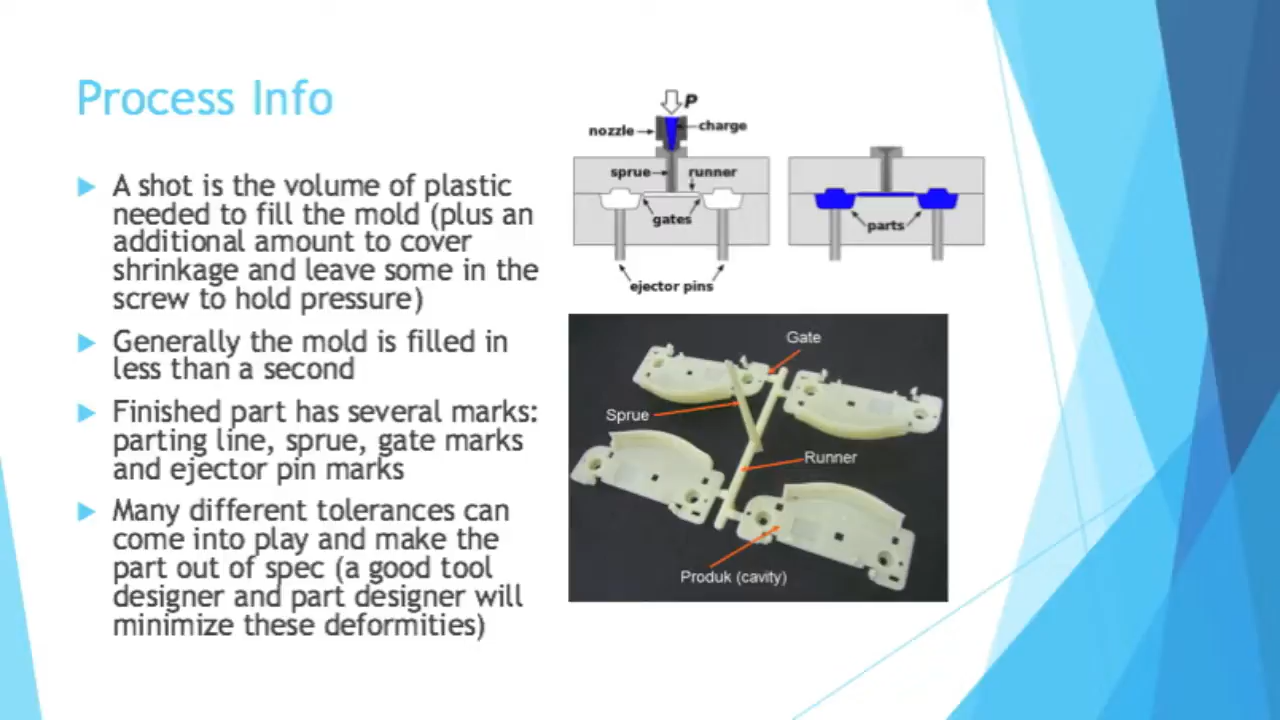 Process Info
A shot is the volume of plastic
needed to fill the mold (plus an
additional amount to cover
shrinkage and leave some in the
screw to hold pressure)
Generally the mold is filled in
less than a second
Finished part has several marks:
parting line, sprue, gate marks
and ejector pin marks
Many different tolerances can
come into play and make the
part out of spec (a good tool
designer and part designer will
minimize these deformities)
P
nozzle
charge
sprue
runner
gates
ejector pins
parts
Gate
Sprue
Runner
Produk (cavity)